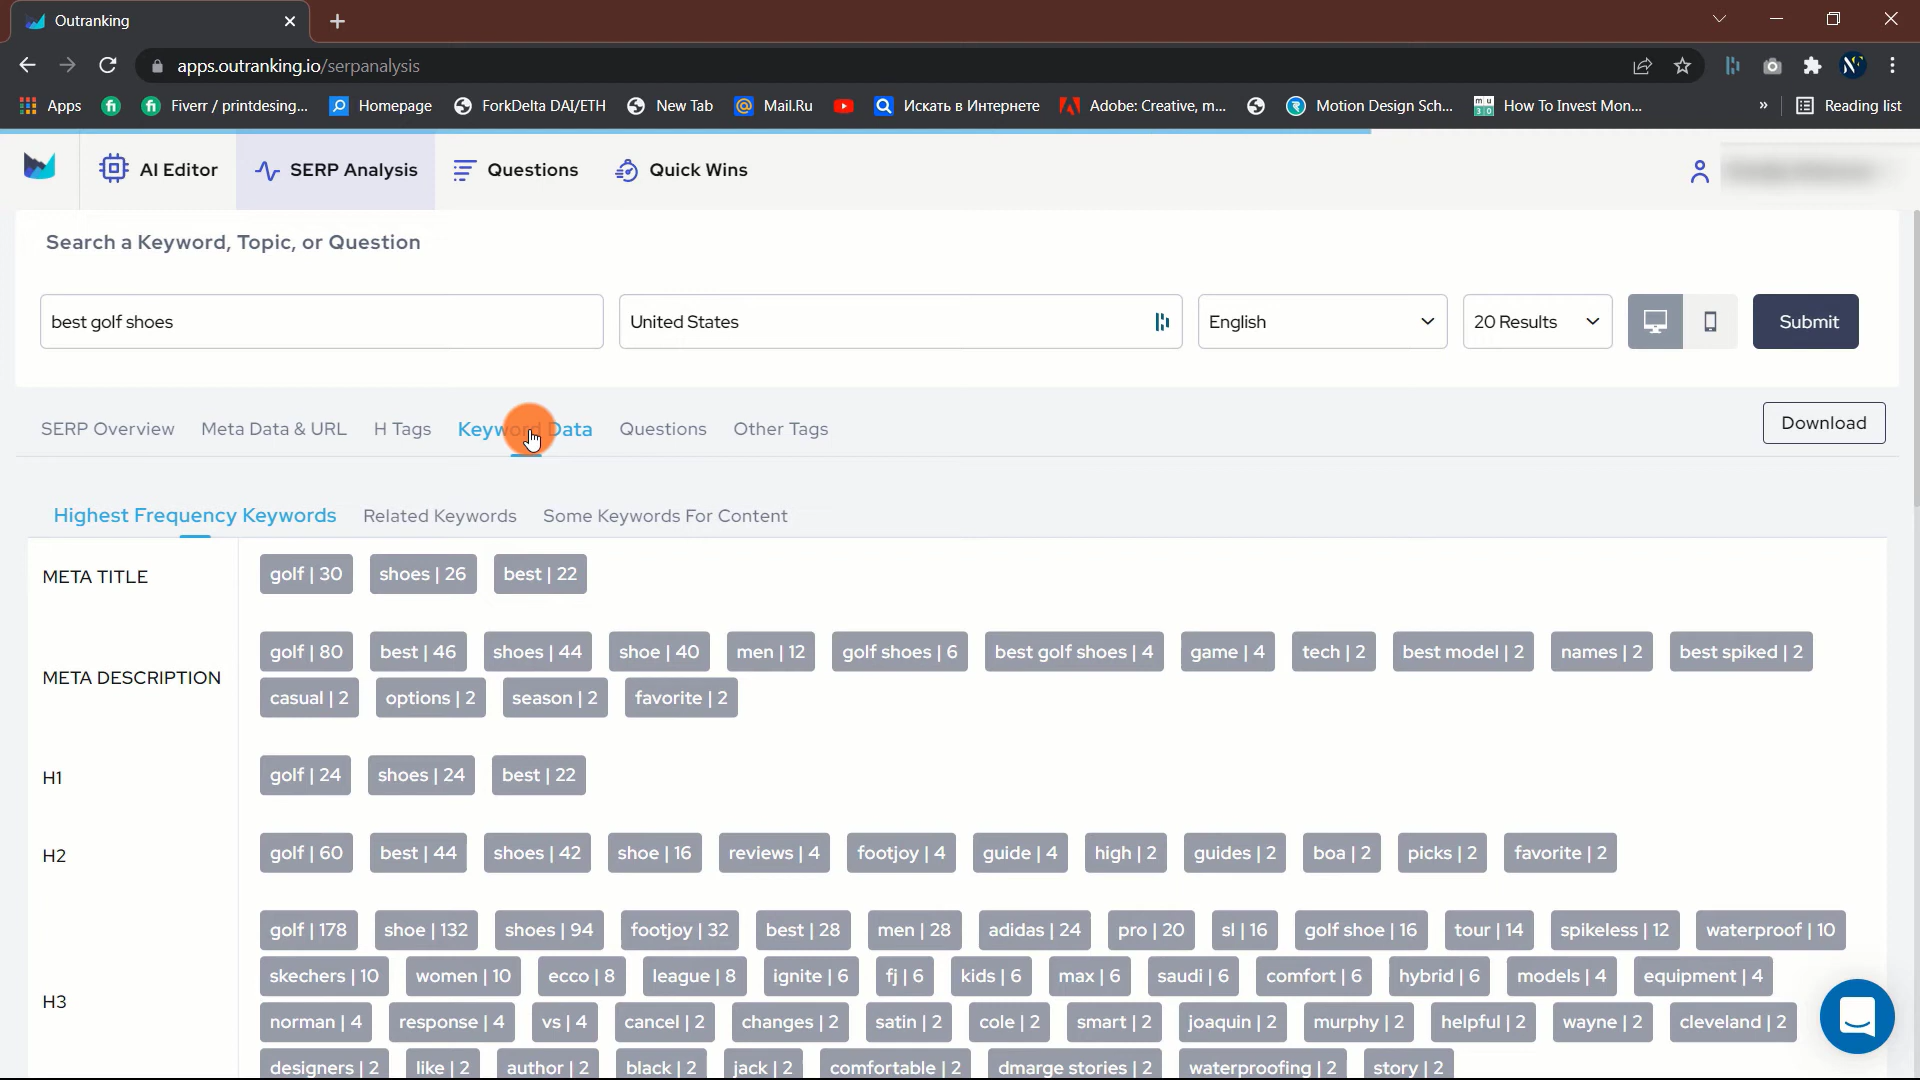 Outranking
apps.outranking.io/serpanalysis
Apps Fiverr / printdesing... Homepage ForkDelta DAI/ETH New Tab Mail.Ru Искать в Интернете Adobe: Creative, m... Motion Design Sch... How To Invest Mon... » Reading list
AI Editor SERP Analysis Questions Quick Wins
Search a Keyword, Topic, or Question
best golf shoes United States English 20 Results Submit
SERP Overview Meta Data & URL H Tags Keyword Data Questions Other Tags Download
Highest Frequency Keywords Related Keywords Some Keywords For Content
META TITLE golf | 30 shoes | 26 best | 22
META DESCRIPTION golf | 80 best | 46 shoes | 44 shoe | 40 men | 12 golf shoes | 6 best golf shoes | 4 game | 4 tech | 2 best model | 2 names | 2 best spiked | 2
casual | 2 options | 2 season | 2 favorite | 2
H1 golf | 24 shoes | 24 best | 22
H2 golf | 60 best | 44 shoes | 42 shoe | 16 reviews | 4 footjoy | 4 guide | 4 high | 2 guides | 2 boa | 2 picks | 2 favorite | 2
H3 golf | 178 shoe | 132 shoes | 94 footjoy | 32 best | 28 men | 28 adidas | 24 pro | 20 sl | 16 golf shoe | 16 tour | 14 spikeless | 12 waterproof | 10
skechers | 10 women | 10 ecco | 8 league | 8 ignite | 6 fj | 6 kids | 6 max | 6 saudi | 6 comfort | 6 hybrid | 6 models | 4 equipment | 4
norman | 4 response | 4 vs | 4 cancel | 2 changes | 2 satin | 2 cole | 2 smart | 2 joaquin | 2 murphy | 2 helpful | 2 wayne | 2 cleveland | 2
designers | 2 like | 2 author | 2 black | 2 jack | 2 comfortable | 2 dmarge stories | 2 waterproofing | 2 story | 2